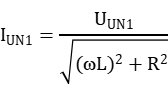 I_UN1 = U_UN1 / √((ωL)² + R²)